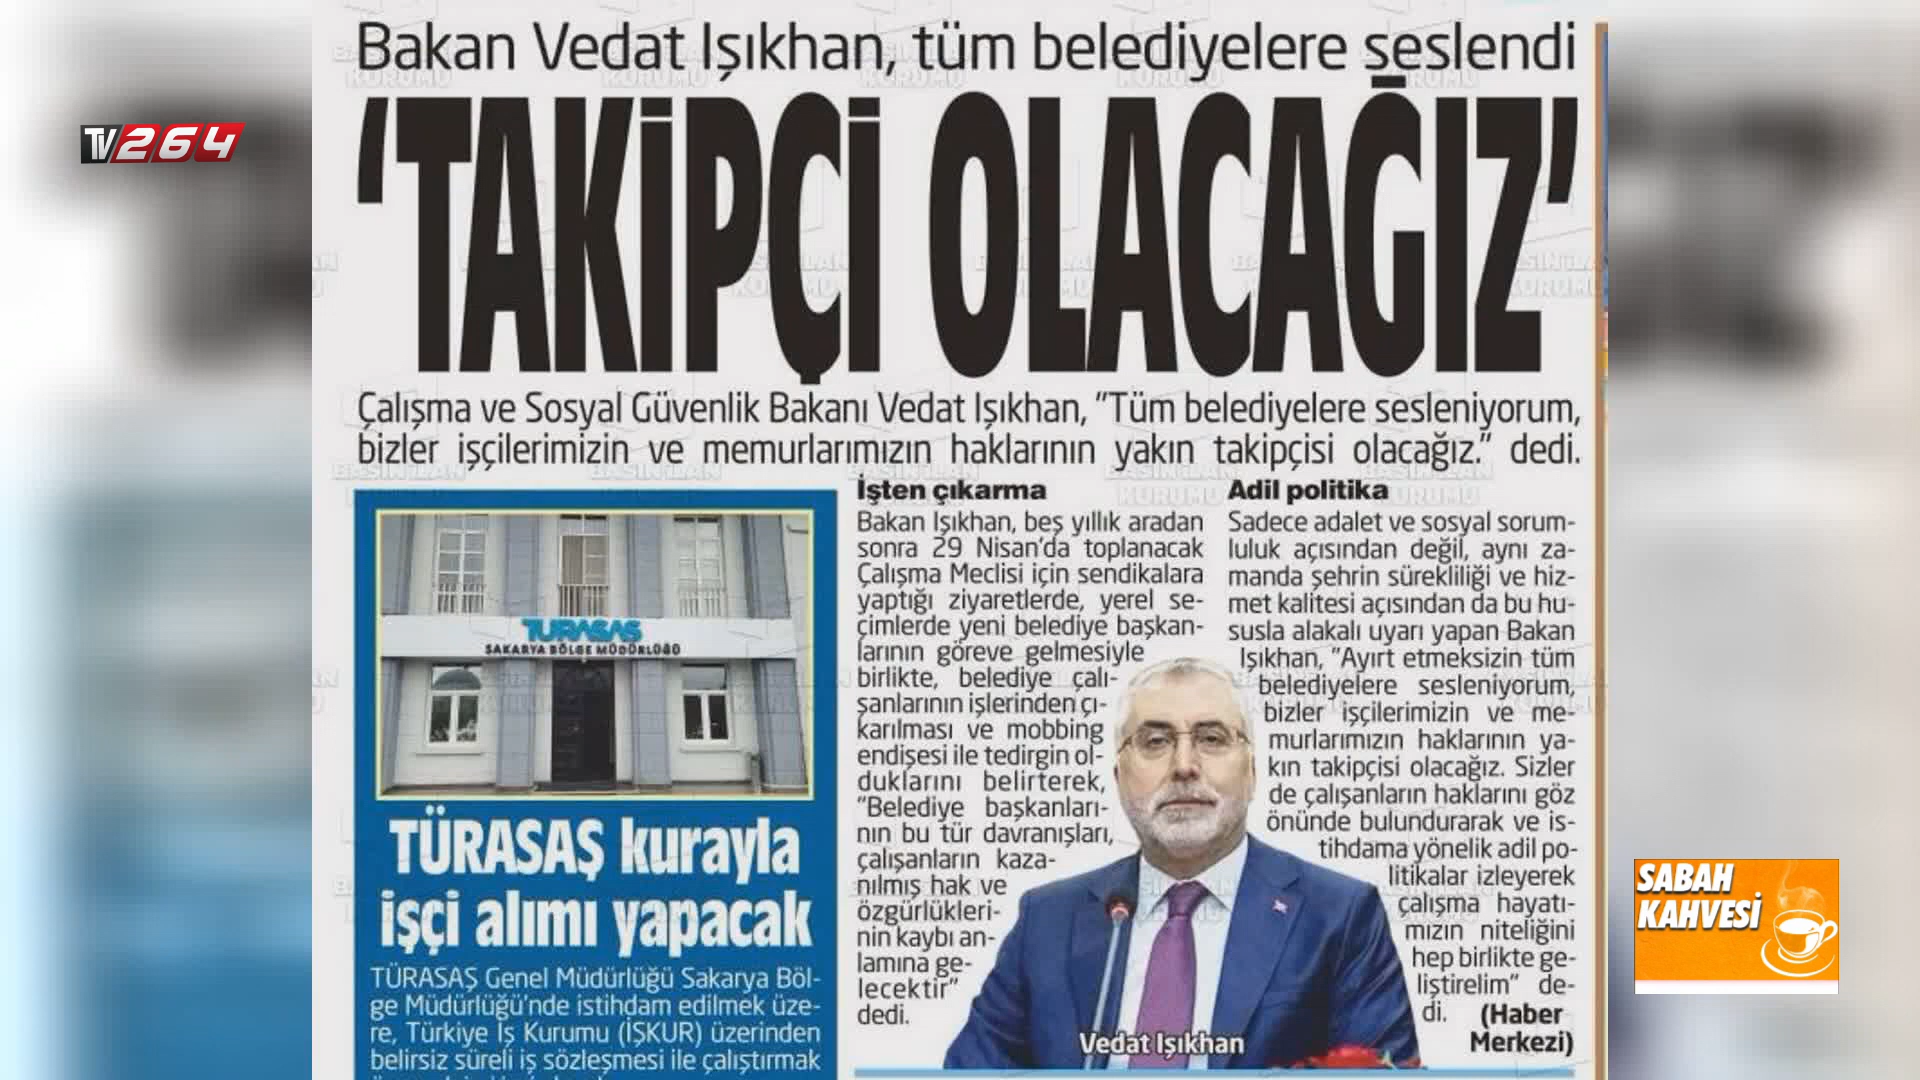 Bakan Vedat Işıkhan, tüm belediyelere seslendi
'TAKİPÇİ OLACAĞIZ'
TV264
Çalışma ve Sosyal Güvenlik Bakanı Vedat Işıkhan, "Tüm belediyelere sesleniyorum,
bizler işçilerimizin ve memurlarımızın haklarının yakın takipçisi olacağız." dedi.
TÜRASAŞ
SAKARYA BÖLGE MÜDÜRLÜĞÜ
TÜRASAŞ kurayla
işçi alımı yapacak
TÜRASAŞ Genel Müdürlüğü Sakarya Böl-
ge Müdürlüğü'nde istihdam edilmek üze-
re, Türkiye İş Kurumu (İŞKUR) üzerinden
belirsiz süreli iş sözleşmesi ile çalıştırmak
İşten çıkarma
Bakan Işıkhan, beş yıllık aradan
sonra 29 Nisan'da toplanacak
Çalışma Meclisi için sendikalara
yaptığı ziyaretlerde, yerel se-
çimlerde yeni belediye başkan-
larının göreve gelmesiyle
birlikte, belediye çalı-
şanlarının işlerinden çı-
karılması ve mobbing
endişesi ile tedirgin ol-
duklarını belirterek,
"Belediye başkanları-
nın bu tür davranışları,
çalışanların kaza-
nılmış hak ve
özgürlükleri-
nin kaybı an-
lamına ge-
lecektir"
dedi.
Adil politika
Sadece adalet ve sosyal sorum-
luluk açısından değil, aynı za-
manda şehrin sürekliliği ve hiz-
met kalitesi açısından da bu hu-
susla alakalı uyarı yapan Bakan
Işıkhan, "Ayırt etmeksizin tüm
belediyelere sesleniyorum,
bizler işçilerimizin ve me-
murlarımızın haklarının ya-
kın takipçisi olacağız. Sizler
de çalışanların haklarını göz
önünde bulundurarak ve is-
tihdama yönelik adil po-
litikalar izleyerek
çalışma hayatı-
mızın niteliğini
hep birlikte ge-
liştirelim" de-
di. (Haber
Merkezi)
Vedat Işıkhan
SABAH
KAHVESİ
BASIN İLAN
KURUMU